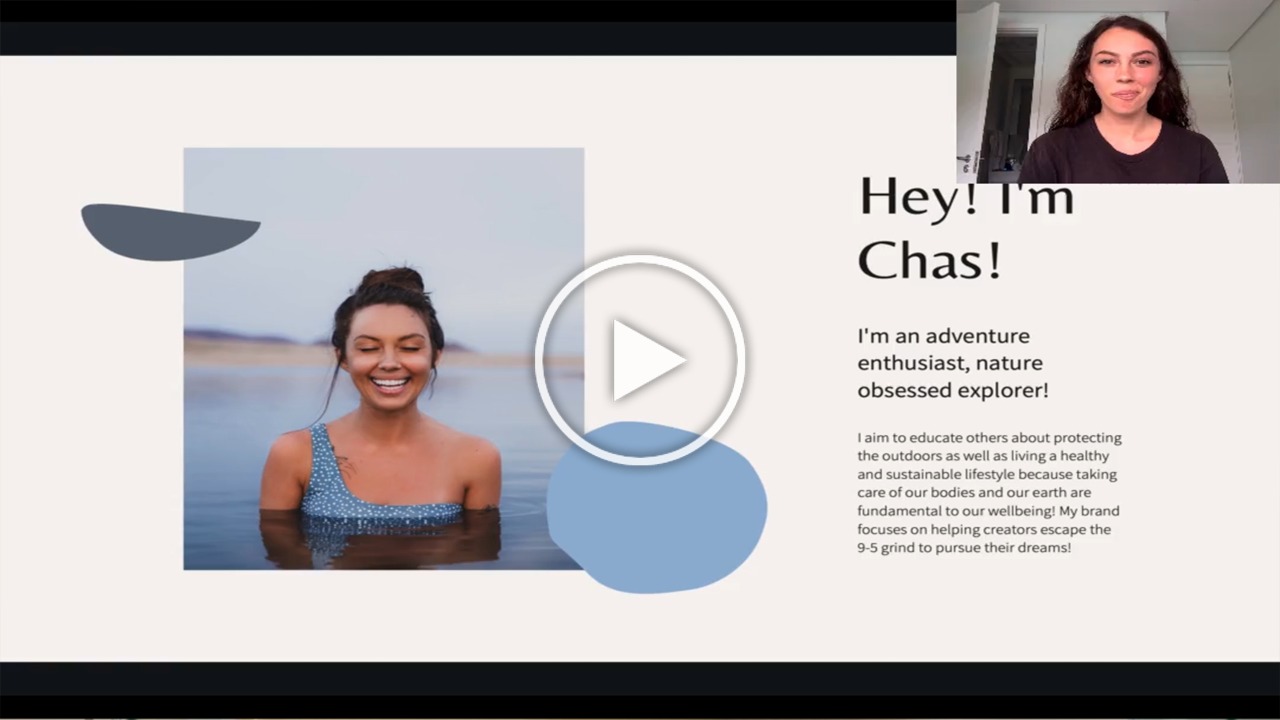 Hey! I'm
Chas!
I'm an adventure
enthusiast, nature
obsessed explorer!
I aim to educate others about protecting
the outdoors as well as living a healthy
and sustainable lifestyle because taking
care of our bodies and our earth are
fundamental to our wellbeing! My brand
focuses on helping creators escape the
9-5 grind to pursue their dreams!